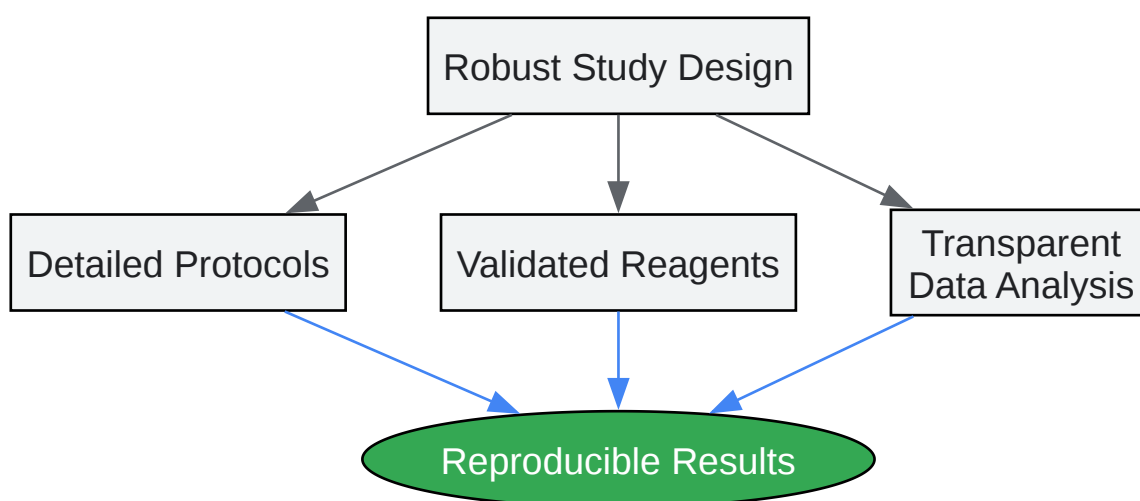 Robust Study Design
Detailed Protocols
Validated Reagents
Transparent
Data Analysis
Reproducible Results